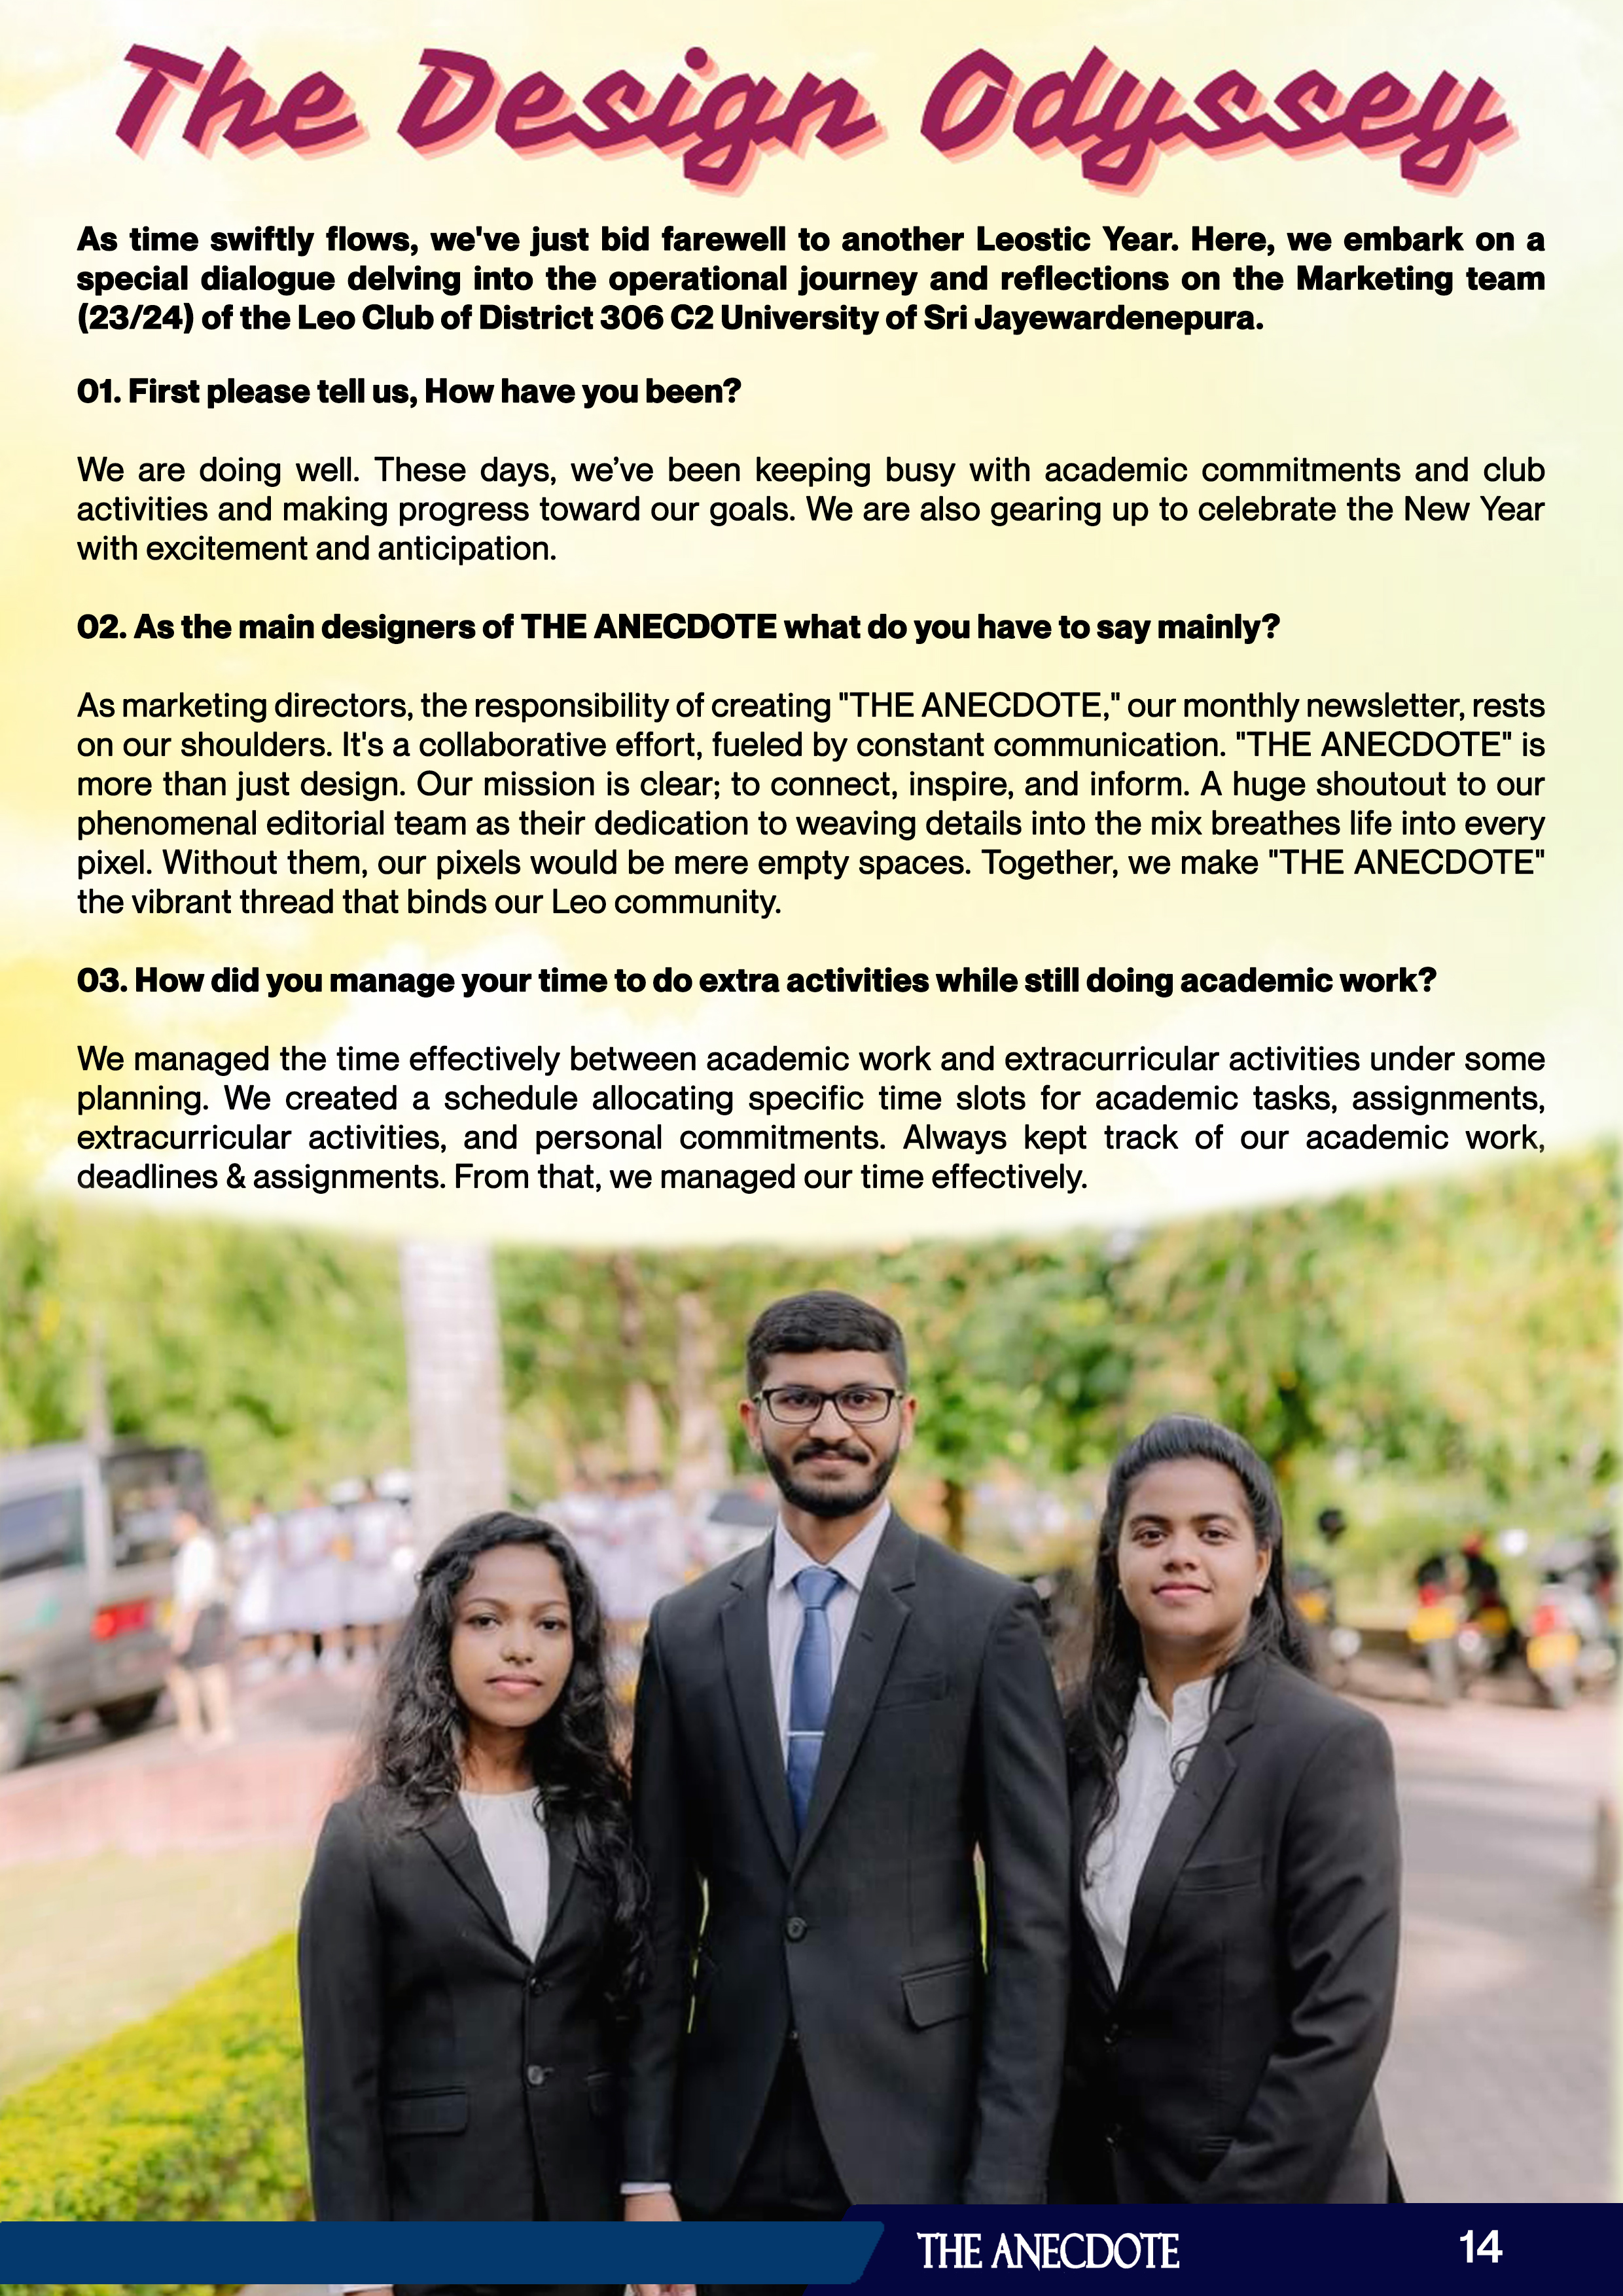 The Design Odyssey
As time swiftly flows, we've just bid farewell to another Leostic Year. Here, we embark on a
special dialogue delving into the operational journey and reflections on the Marketing team
(23/24) of the Leo Club of District 306 C2 University of Sri Jayewardenepura.
01. First please tell us, How have you been?
We are doing well. These days, we’ve been keeping busy with academic commitments and club
activities and making progress toward our goals. We are also gearing up to celebrate the New Year
with excitement and anticipation.
02. As the main designers of THE ANECDOTE what do you have to say mainly?
As marketing directors, the responsibility of creating "THE ANECDOTE," our monthly newsletter, rests
on our shoulders. It's a collaborative effort, fueled by constant communication. "THE ANECDOTE" is
more than just design. Our mission is clear; to connect, inspire, and inform. A huge shoutout to our
phenomenal editorial team as their dedication to weaving details into the mix breathes life into every
pixel. Without them, our pixels would be mere empty spaces. Together, we make "THE ANECDOTE"
the vibrant thread that binds our Leo community.
03. How did you manage your time to do extra activities while still doing academic work?
We managed the time effectively between academic work and extracurricular activities under some
planning. We created a schedule allocating specific time slots for academic tasks, assignments,
extracurricular activities, and personal commitments. Always kept track of our academic work,
deadlines & assignments. From that, we managed our time effectively.
THE ANECDOTE
14